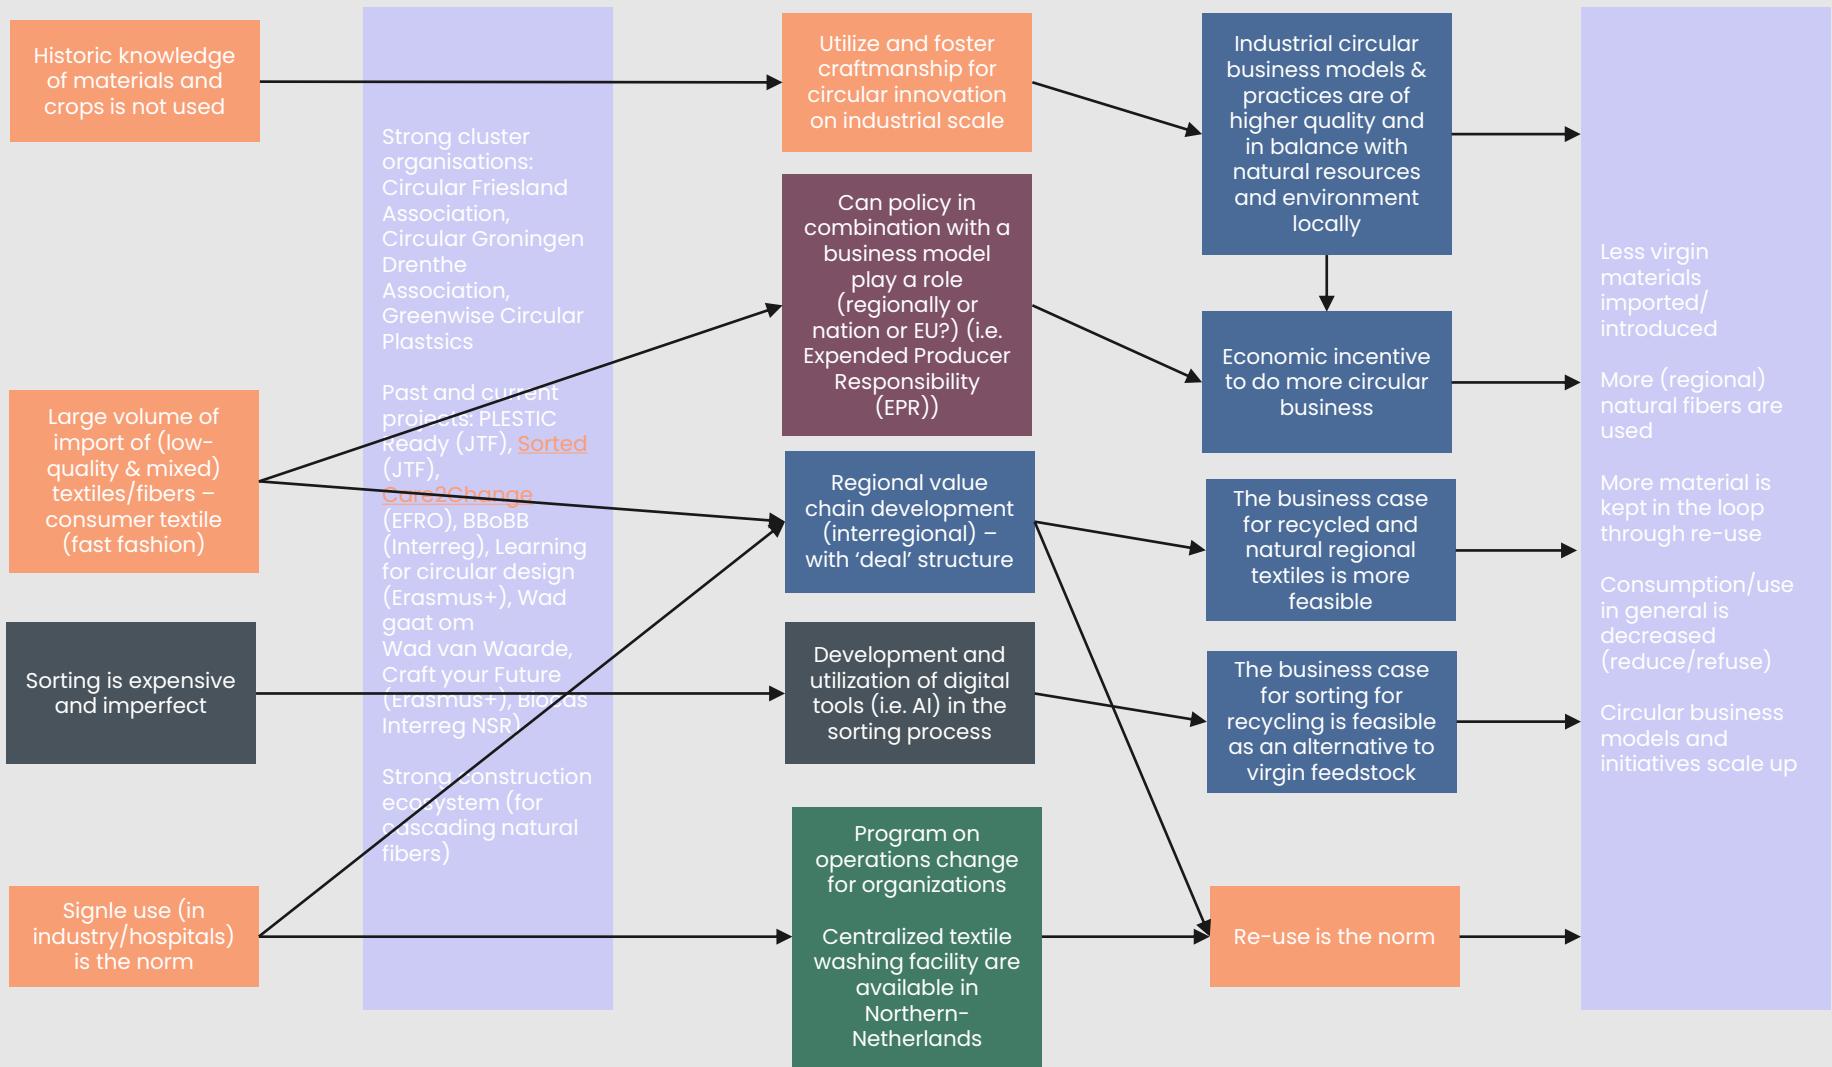 Historic knowledge
of materials and
crops is not used
Large volume of
import of (low-
quality & mixed)
textiles/fibers –
consumer textile
(fast fashion)
Sorting is expensive
and imperfect
Signle use (in
industry/hospitals)
is the norm
Strong cluster
organisations:
Circular Friesland
Association,
Circular Groningen
Drenthe
Association,
Greenwise Circular
Plastsics
Past and current
projects: PLESTIC
Ready (JTF), Sorted
(JTF),
Care2Change
(EFRO), BBoBB
(Interreg), Learning
for circular design
(Erasmus+), Wad
gaat om
Wad van Waarde,
Craft your Future
(Erasmus+), Biocas
Interreg NSR)
Strong construction
ecosystem (for
cascading natural
fibers)
Utilize and foster
craftmanship for
circular innovation
on industrial scale
Can policy in
combination with a
business model
play a role
(regionally or
nation or EU?) (i.e.
Expended Producer
Responsibility
(EPR))
Regional value
chain development
(interregional) –
with ‘deal’ structure
Development and
utilization of digital
tools (i.e. AI) in the
sorting process
Program on
operations change
for organizations
Centralized textile
washing facility are
available in
Northern-
Netherlands
Industrial circular
business models &
practices are of
higher quality and
in balance with
natural resources
and environment
locally
Economic incentive
to do more circular
business
The business case
for recycled and
natural regional
textiles is more
feasible
The business case
for sorting for
recycling is feasible
as an alternative to
virgin feedstock
Re-use is the norm
Less virgin
materials
imported/
introduced
More (regional)
natural fibers are
used
More material is
kept in the loop
through re-use
Consumption/use
in general is
decreased
(reduce/refuse)
Circular business
models and
initiatives scale up